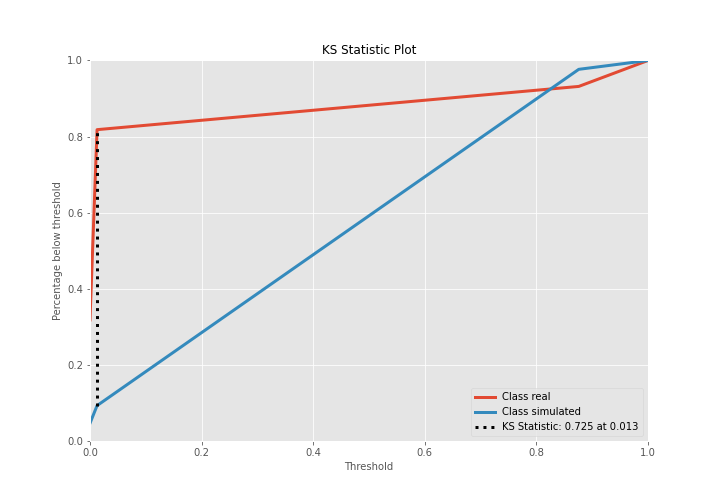 KS Statistic Plot
1.0
0.8
0.6
0.4
0.2
0.0
Percentage below threshold
Class real
Class simulated
KS Statistic: 0.725 at 0.013
0.0 0.2 0.4 0.6 0.8 1.0
Threshold